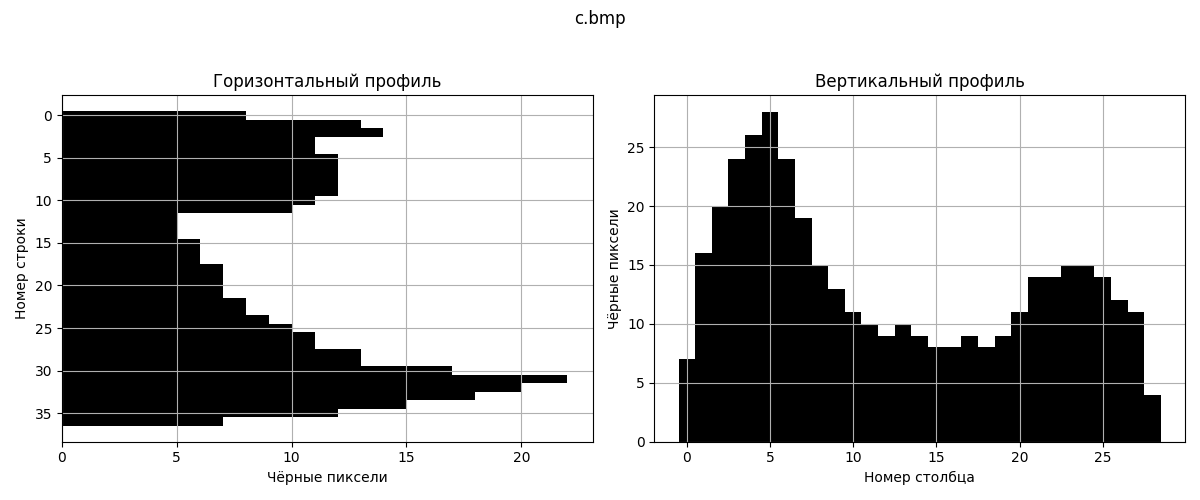 c.bmp
Горизонтальный профиль
0
5
10
15
20
25
30
35
Номер строки
0 5 10 15 20
Чёрные пиксели
Вертикальный профиль
25
20
15
10
5
0
Чёрные пиксели
0 5 10 15 20 25
Номер столбца